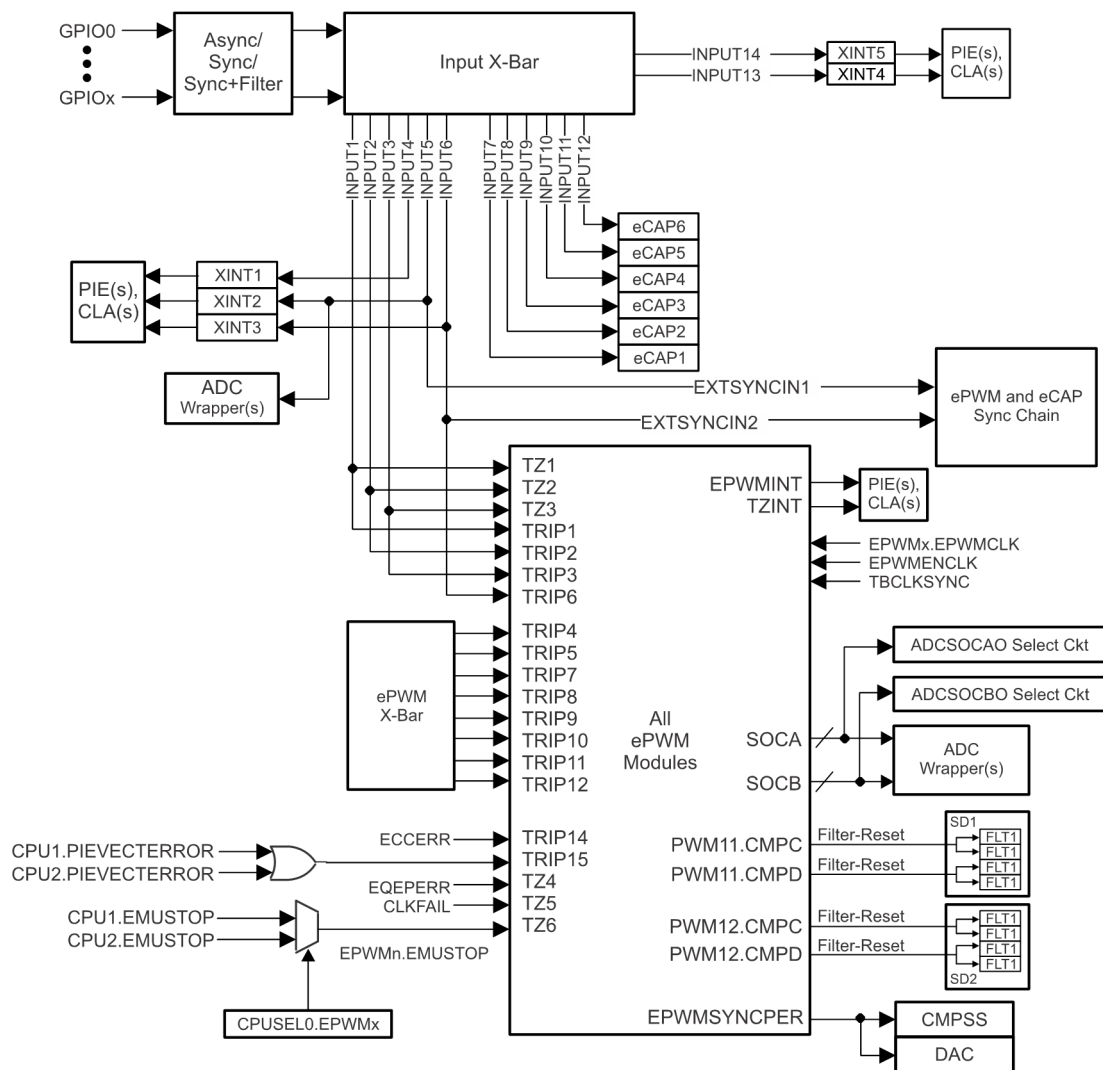 GPIO0
GPIOx
Async/
Sync/
Sync+Filter
Input X-Bar
INPUT14
INPUT13
XINT5
XINT4
PIE(s),
CLA(s)
INPUT1
INPUT2
INPUT3
INPUT4
INPUT5
INPUT6
INPUT7
INPUT8
INPUT9
INPUT10
INPUT11
INPUT12
eCAP6
eCAP5
eCAP4
eCAP3
eCAP2
eCAP1
PIE(s),
CLA(s)
XINT1
XINT2
XINT3
ADC
Wrapper(s)
EXTSYNCIN1
EXTSYNCIN2
ePWM and eCAP
Sync Chain
TZ1
TZ2
TZ3
TRIP1
TRIP2
TRIP3
TRIP6
EPWMINT
TZINT
PIE(s),
CLA(s)
EPWMx.EPWMCLK
EPWMENCLK
TBCLKSYNC
ePWM
X-Bar
TRIP4
TRIP5
TRIP7
TRIP8
TRIP9
TRIP10
TRIP11
TRIP12
All
ePWM
Modules
SOCA
SOCB
ADCSOCAO Select Ckt
ADCSOCBO Select Ckt
ADC
Wrapper(s)
CPU1.PIEVECTERROR
CPU2.PIEVECTERROR
ECCERR
TRIP14
TRIP15
EQEPERR
TZ4
CLKFAIL
TZ5
TZ6
CPU1.EMUSTOP
CPU2.EMUSTOP
EPWMn.EMUSTOP
CPUSEL0.EPWMx
PWM11.CMPC
PWM11.CMPD
PWM12.CMPC
PWM12.CMPD
Filter-Reset
Filter-Reset
Filter-Reset
Filter-Reset
SD1
FLT1
FLT1
FLT1
FLT1
FLT1
FLT1
FLT1
FLT1
SD2
EPWMSYNCPER
CMPSS
DAC